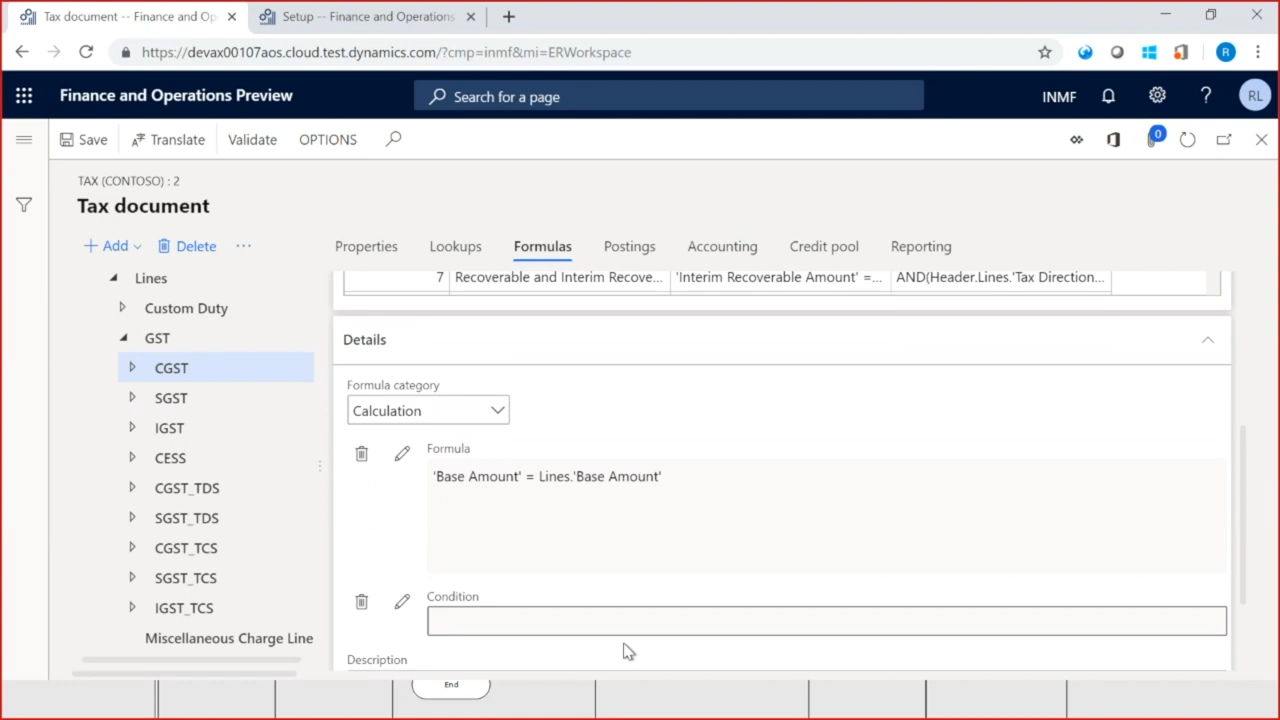 Tax document -- Finance and Op
Setup -- Finance and Operations
https://devax00107aos.cloud.test.dynamics.com/?cmp=inmf&mi=ERWorkspace
R
Finance and Operations Preview
Search for a page
INMF
?
RL
Save
Translate
Validate
OPTIONS
0
TAX (CONTOSO) : 2
Tax document
+ Add
Delete
...
Properties
Lookups
Formulas
Postings
Accounting
Credit pool
Reporting
Lines
Custom Duty
GST
CGST
SGST
IGST
CESS
CGST_TDS
SGST_TDS
CGST_TCS
SGST_TCS
IGST_TCS
Miscellaneous Charge Line
7 Recoverable and Interim Recove... 'Interim Recoverable Amount' =... AND(Header.Lines.'Tax Direction...
Details
Formula category
Calculation
Formula
'Base Amount' = Lines.'Base Amount'
Condition
Description
End